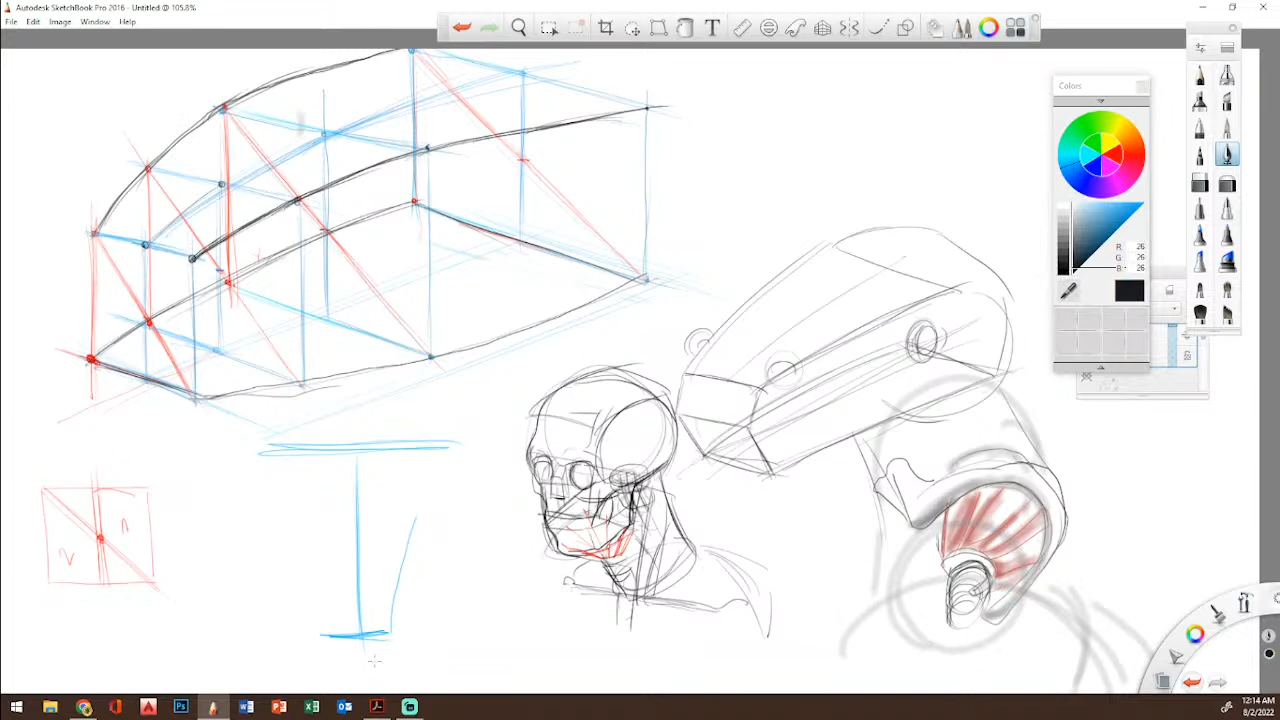 Autodesk SketchBook Pro 2016 - Untitled @ 105.8%
File Edit Image Window Help
Colors
R: 26
G: 26
B: 26
12:14 AM
8/2/2022